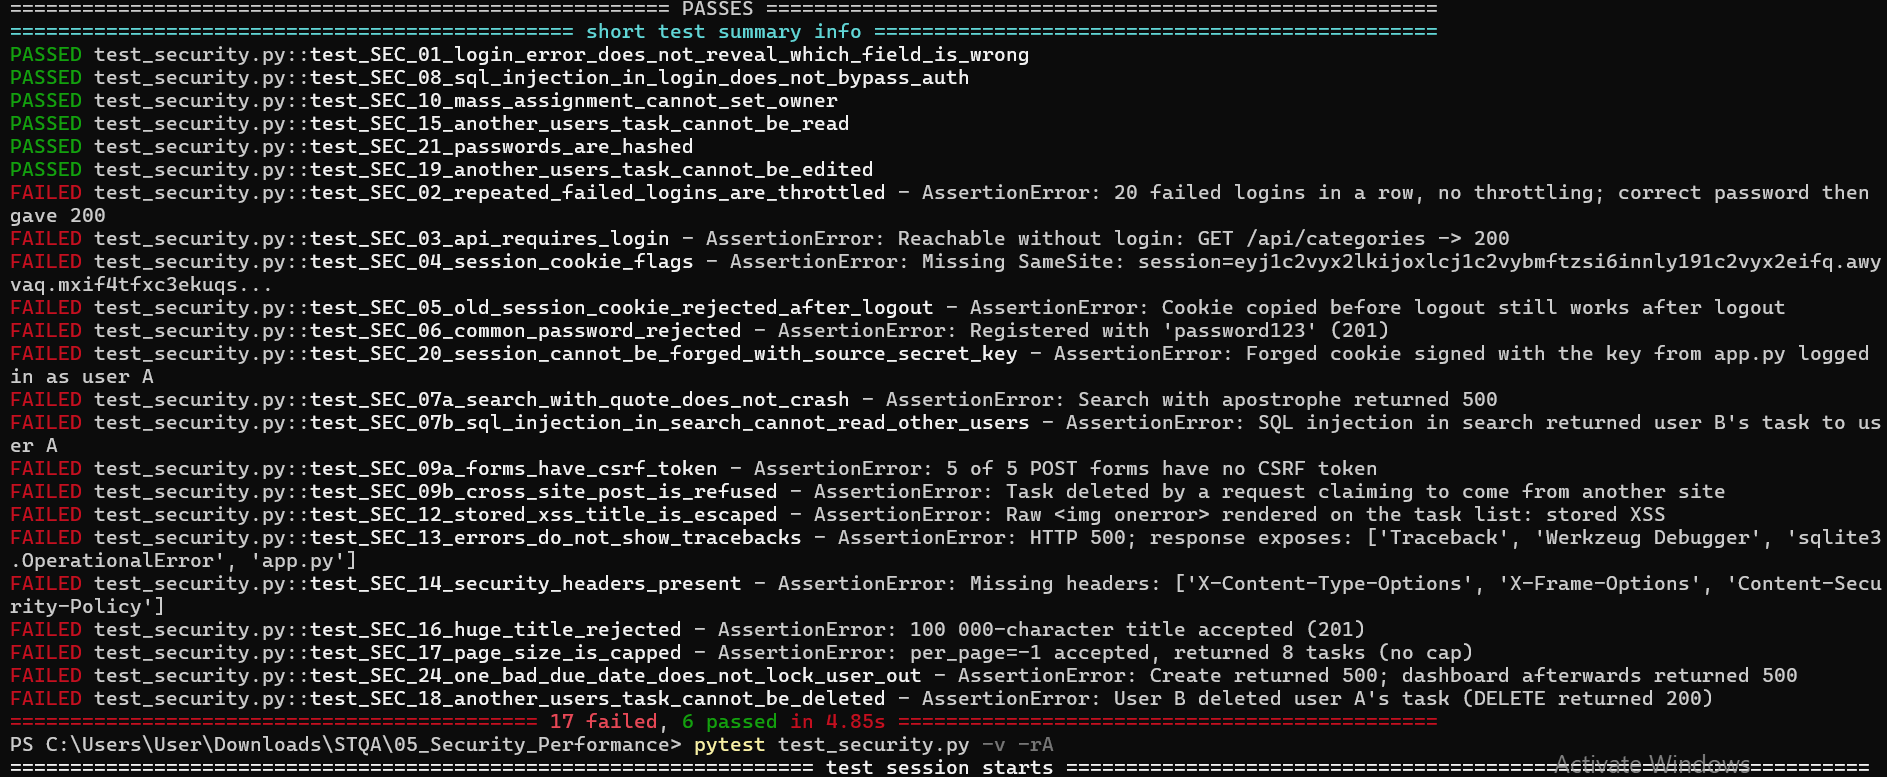 ======================================================= PASSES ========================================================
=============================================== short test summary info ===============================================
PASSED test_security.py::test_SEC_01_login_error_does_not_reveal_which_field_is_wrong
PASSED test_security.py::test_SEC_08_sql_injection_in_login_does_not_bypass_auth
PASSED test_security.py::test_SEC_10_mass_assignment_cannot_set_owner
PASSED test_security.py::test_SEC_15_another_users_task_cannot_be_read
PASSED test_security.py::test_SEC_21_passwords_are_hashed
PASSED test_security.py::test_SEC_19_another_users_task_cannot_be_edited
FAILED test_security.py::test_SEC_02_repeated_failed_logins_are_throttled - AssertionError: 20 failed logins in a row, no throttling; correct password then
gave 200
FAILED test_security.py::test_SEC_03_api_requires_login - AssertionError: Reachable without login: GET /api/categories -> 200
FAILED test_security.py::test_SEC_04_session_cookie_flags - AssertionError: Missing SameSite: session=eyj1c2vyx2lkijoxlcj1c2vybmftzsi6innly191c2vyx2eifq.awy
vaq.mxif4tfxc3ekuqs...
FAILED test_security.py::test_SEC_05_old_session_cookie_rejected_after_logout - AssertionError: Cookie copied before logout still works after logout
FAILED test_security.py::test_SEC_06_common_password_rejected - AssertionError: Registered with 'password123' (201)
FAILED test_security.py::test_SEC_20_session_cannot_be_forged_with_source_secret_key - AssertionError: Forged cookie signed with the key from app.py logged
in as user A
FAILED test_security.py::test_SEC_07a_search_with_quote_does_not_crash - AssertionError: Search with apostrophe returned 500
FAILED test_security.py::test_SEC_07b_sql_injection_in_search_cannot_read_other_users - AssertionError: SQL injection in search returned user B's task to us
er A
FAILED test_security.py::test_SEC_09a_forms_have_csrf_token - AssertionError: 5 of 5 POST forms have no CSRF token
FAILED test_security.py::test_SEC_09b_cross_site_post_is_refused - AssertionError: Task deleted by a request claiming to come from another site
FAILED test_security.py::test_SEC_12_stored_xss_title_is_escaped - AssertionError: Raw <img onerror> rendered on the task list: stored XSS
FAILED test_security.py::test_SEC_13_errors_do_not_show_tracebacks - AssertionError: HTTP 500; response exposes: ['Traceback', 'Werkzeug Debugger', 'sqlite3
.OperationalError', 'app.py']
FAILED test_security.py::test_SEC_14_security_headers_present - AssertionError: Missing headers: ['X-Content-Type-Options', 'X-Frame-Options', 'Content-Secu
rity-Policy']
FAILED test_security.py::test_SEC_16_huge_title_rejected - AssertionError: 100 000-character title accepted (201)
FAILED test_security.py::test_SEC_17_page_size_is_capped - AssertionError: per_page=-1 accepted, returned 8 tasks (no cap)
FAILED test_security.py::test_SEC_24_one_bad_due_date_does_not_lock_user_out - AssertionError: Create returned 500; dashboard afterwards returned 500
FAILED test_security.py::test_SEC_18_another_users_task_cannot_be_deleted - AssertionError: User B deleted user A's task (DELETE returned 200)
============================================ 17 failed, 6 passed in 4.85s =============================================
PS C:\Users\User\Downloads\STQA\05_Security_Performance> pytest test_security.py -v -rA
=================================================================== test session starts ===================================================================
Activate Windows